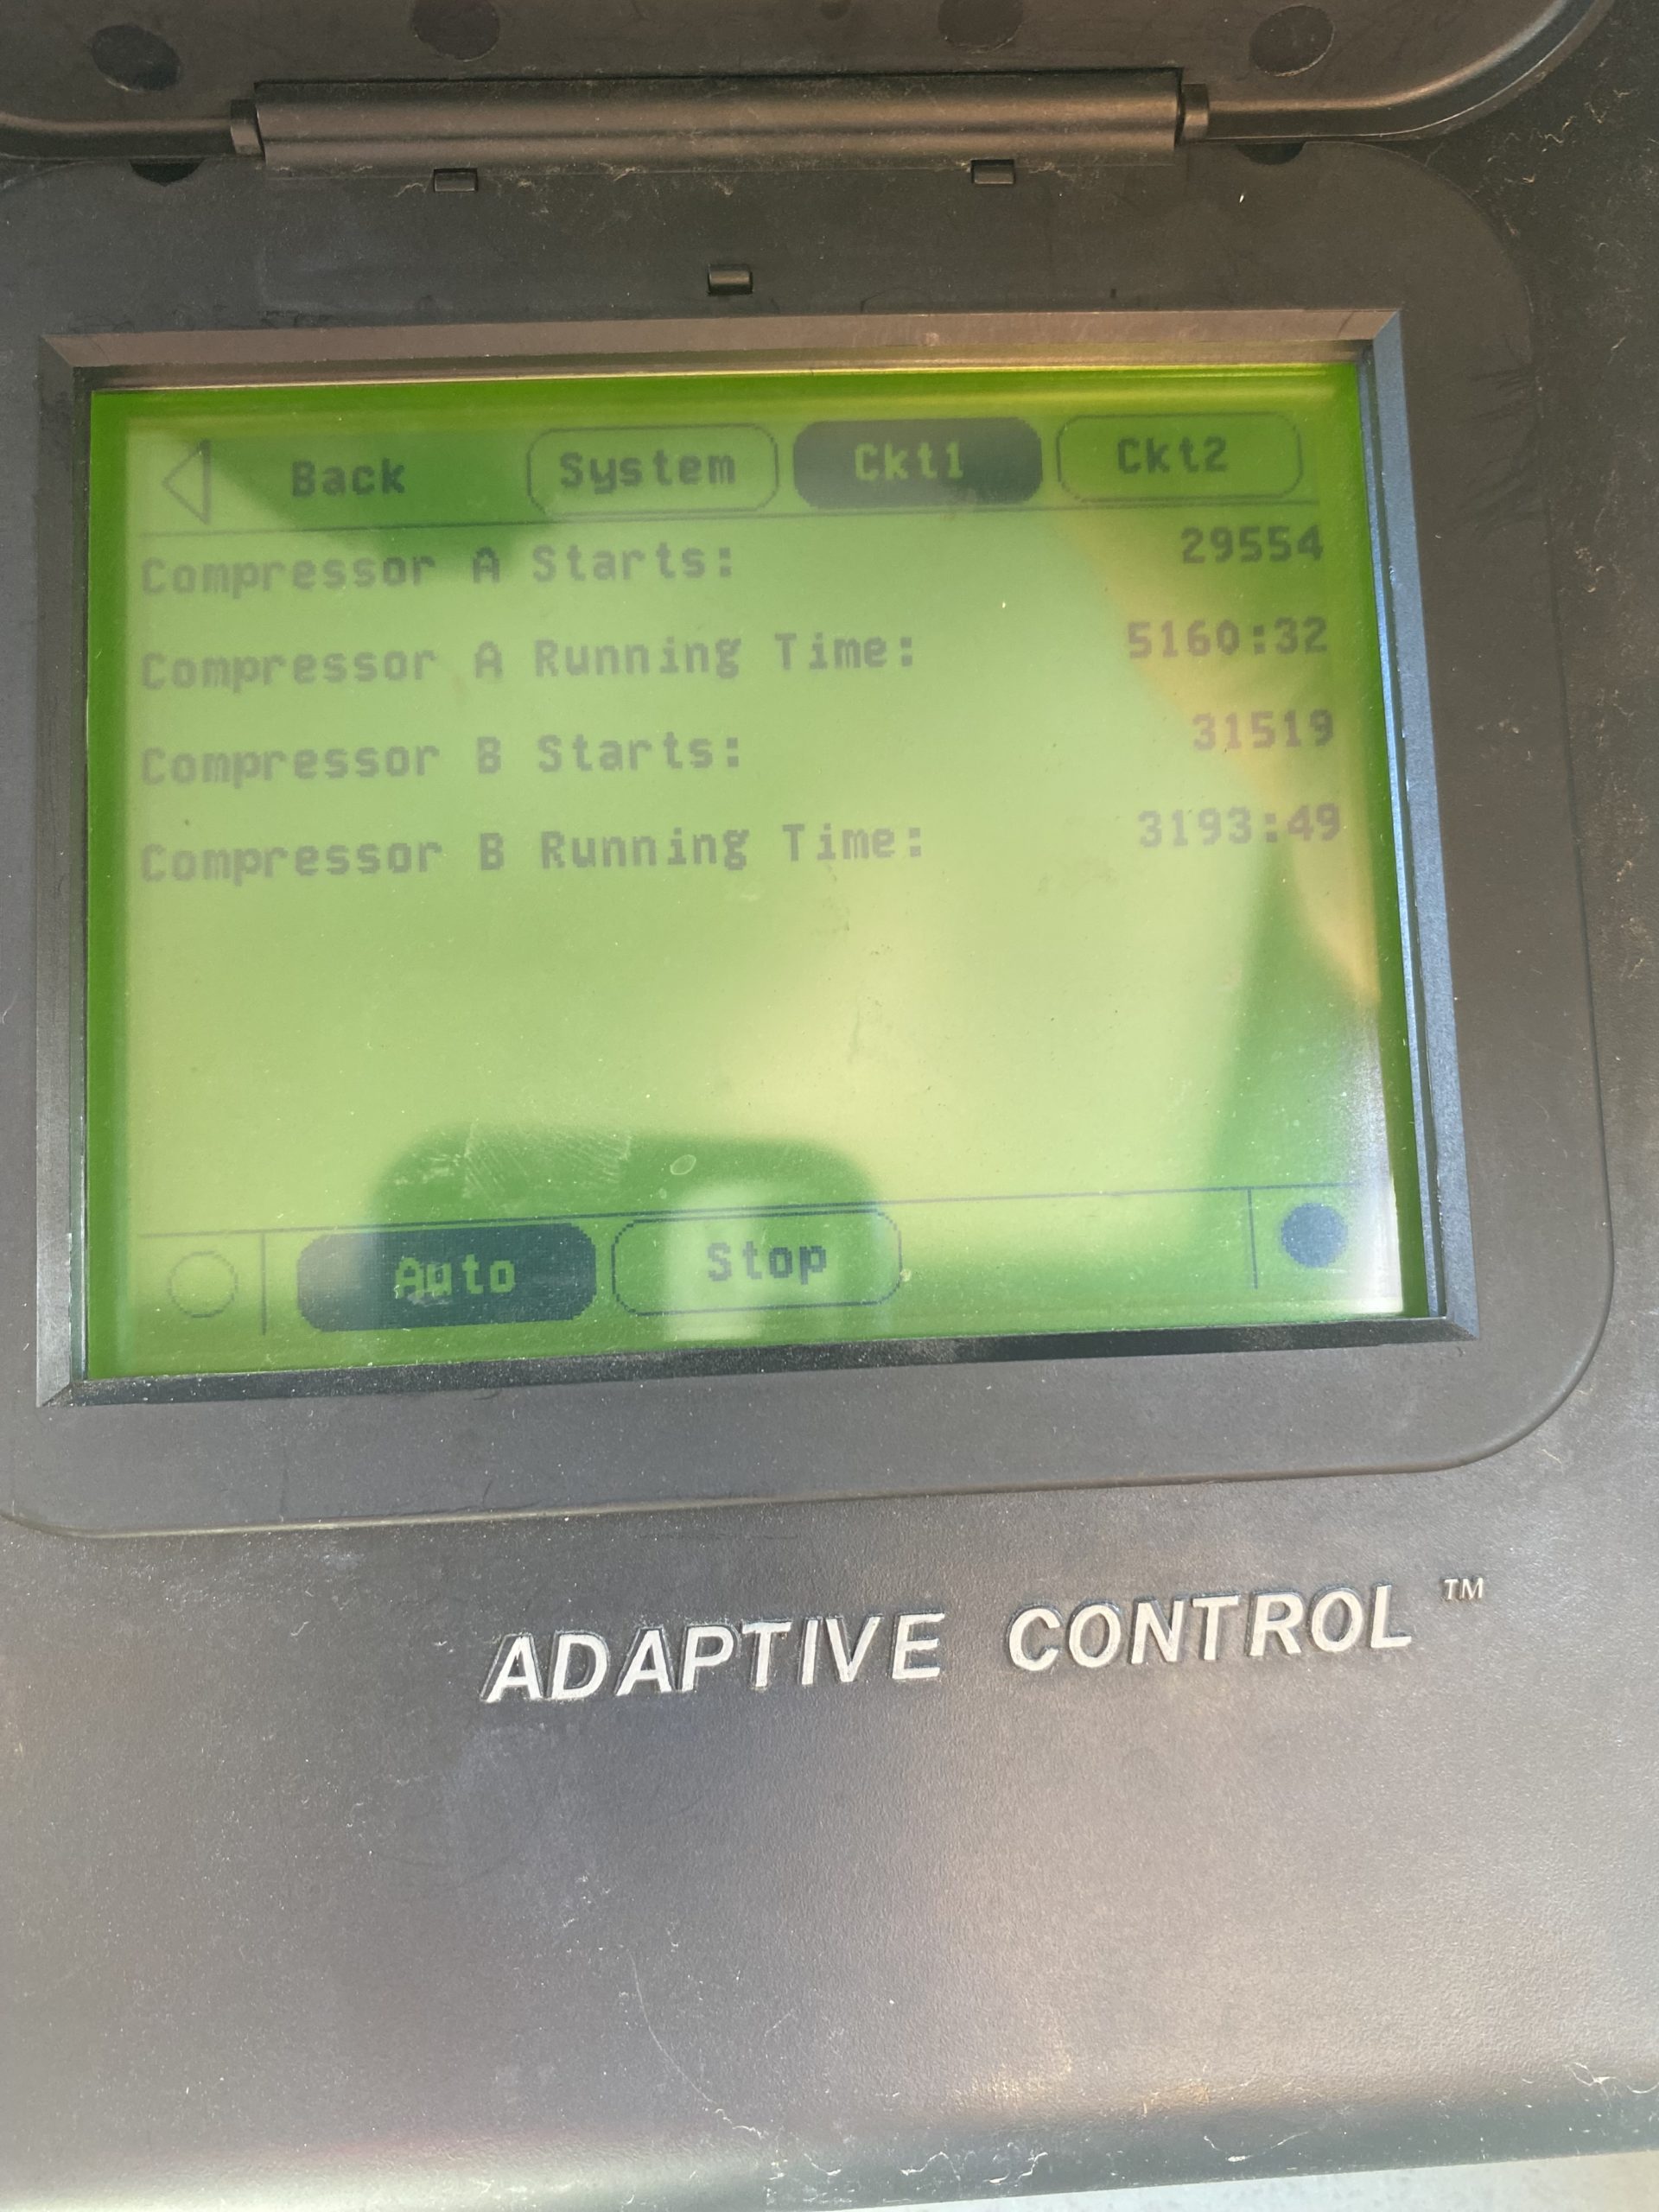 Back System Ckt1 Ckt2
Compressor A Starts: 29554
Compressor A Running Time: 5160:32
Compressor B Starts: 31519
Compressor B Running Time: 3193:49
Auto Stop
ADAPTIVE CONTROL™